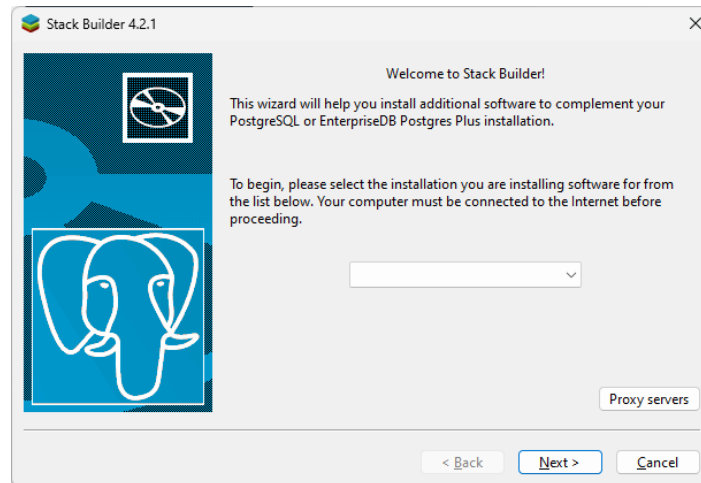 Stack Builder 4.2.1
Welcome to Stack Builder!
This wizard will help you install additional software to complement your
PostgreSQL or EnterpriseDB Postgres Plus installation.
To begin, please select the installation you are installing software for from
the list below. Your computer must be connected to the Internet before
proceeding.
Proxy servers
< Back
Next >
Cancel